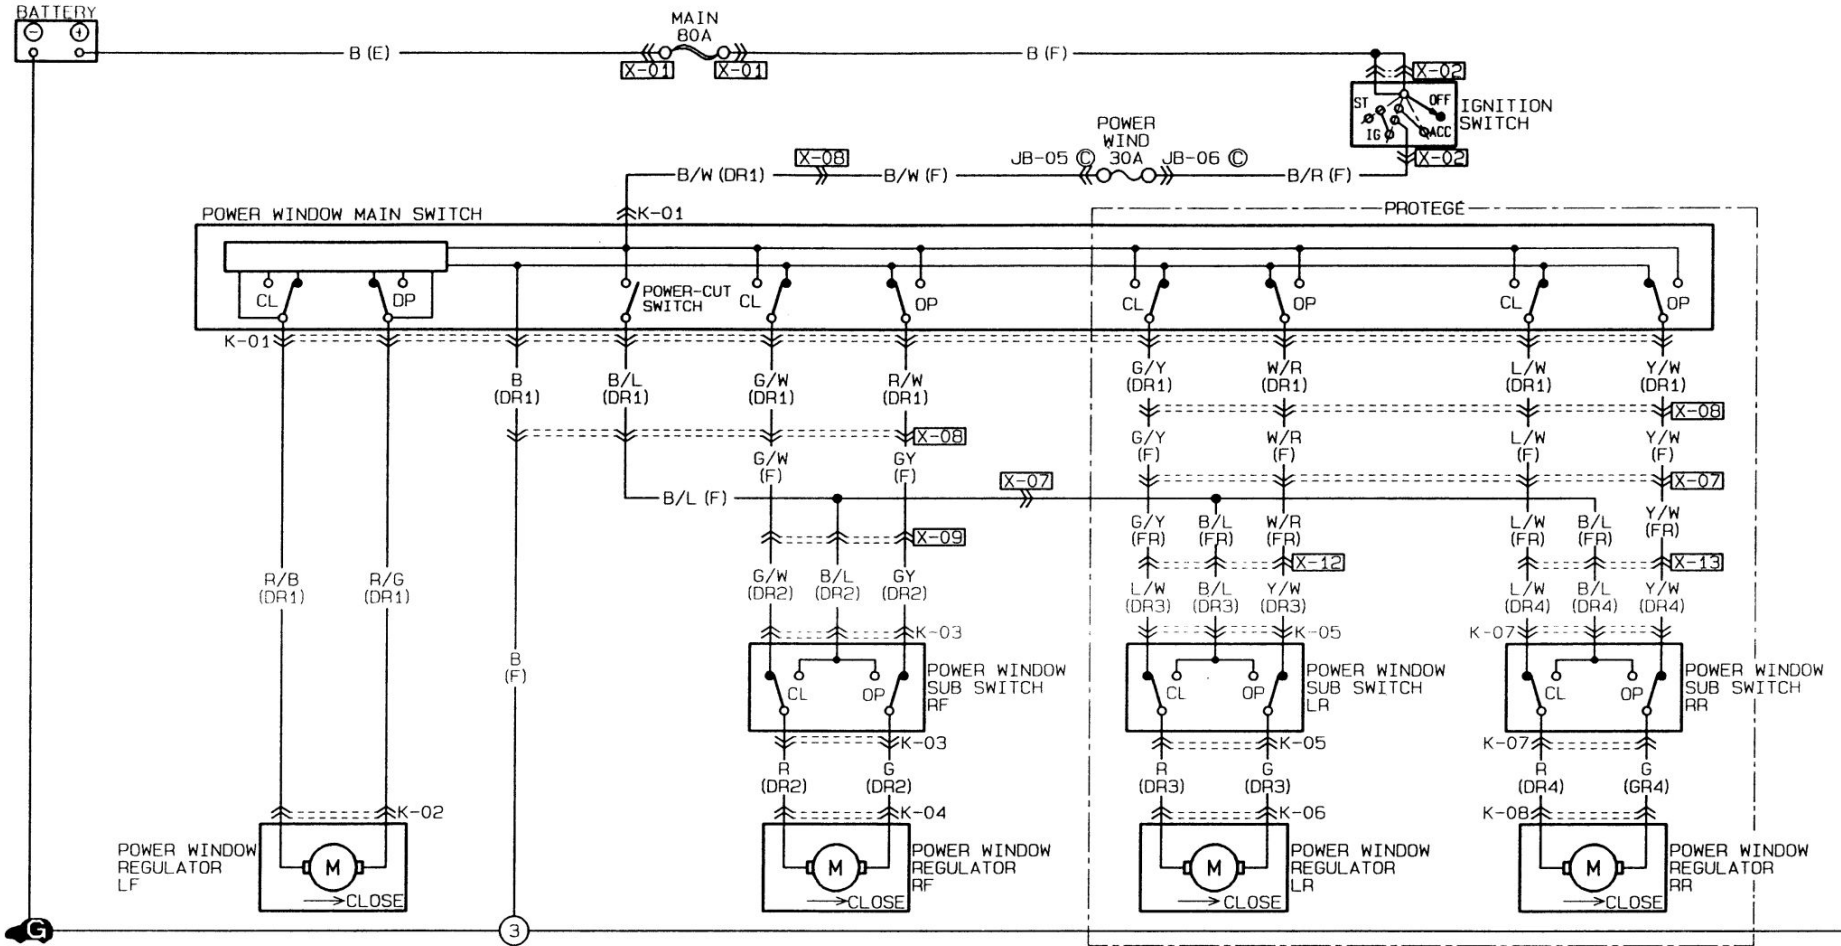 BATTERY
B (E)
MAIN
80A
X-01
X-01
B (F)
X-02
ST
OFF
IG
ACC
IGNITION
SWITCH
X-02
POWER
WIND
30A
JB-05 Ⓒ
JB-06 Ⓒ
B/R (F)
B/W (F)
X-08
B/W (DR1)
K-01
POWER WINDOW MAIN SWITCH
PROTEGÉ
CL
OP
POWER-CUT
SWITCH
CL
OP
CL
OP
CL
OP
K-01
B
(DR1)
B/L
(DR1)
G/W
(DR1)
R/W
(DR1)
G/Y
(DR1)
W/R
(DR1)
L/W
(DR1)
Y/W
(DR1)
X-08
X-08
G/W
(F)
GY
(F)
G/Y
(F)
W/R
(F)
L/W
(F)
Y/W
(F)
X-07
X-07
B/L (F)
G/Y
(FR)
B/L
(FR)
W/R
(FR)
L/W
(FR)
B/L
(FR)
Y/W
(FR)
X-09
X-12
X-13
R/B
(DR1)
R/G
(DR1)
G/W
(DR2)
B/L
(DR2)
GY
(DR2)
L/W
(DR3)
B/L
(DR3)
Y/W
(DR3)
L/W
(DR4)
B/L
(DR4)
Y/W
(DR4)
K-03
K-05
K-07
B
(F)
CL
OP
POWER WINDOW
SUB SWITCH
RF
CL
OP
POWER WINDOW
SUB SWITCH
LR
CL
OP
POWER WINDOW
SUB SWITCH
RR
K-03
K-05
K-07
R
(DR2)
G
(DR2)
R
(DR3)
G
(DR3)
R
(DR4)
G
(GR4)
K-02
K-04
K-06
K-08
POWER WINDOW
REGULATOR
LF
M
CLOSE
POWER WINDOW
REGULATOR
RF
M
CLOSE
POWER WINDOW
REGULATOR
LR
M
CLOSE
POWER WINDOW
REGULATOR
RR
M
CLOSE
G
3